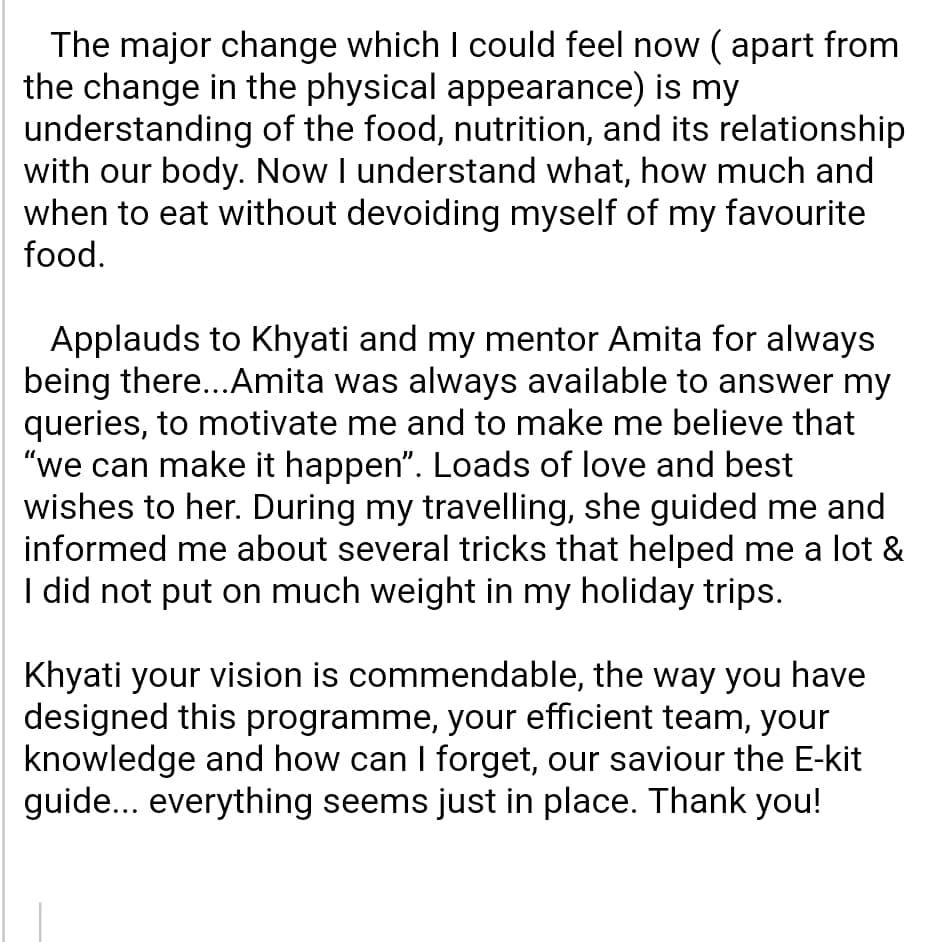 The major change which I could feel now ( apart from
the change in the physical appearance) is my
understanding of the food, nutrition, and its relationship
with our body. Now I understand what, how much and
when to eat without devoiding myself of my favourite
food.
Applauds to Khyati and my mentor Amita for always
being there...Amita was always available to answer my
queries, to motivate me and to make me believe that
“we can make it happen”. Loads of love and best
wishes to her. During my travelling, she guided me and
informed me about several tricks that helped me a lot &
I did not put on much weight in my holiday trips.
Khyati your vision is commendable, the way you have
designed this programme, your efficient team, your
knowledge and how can I forget, our saviour the E-kit
guide... everything seems just in place. Thank you!